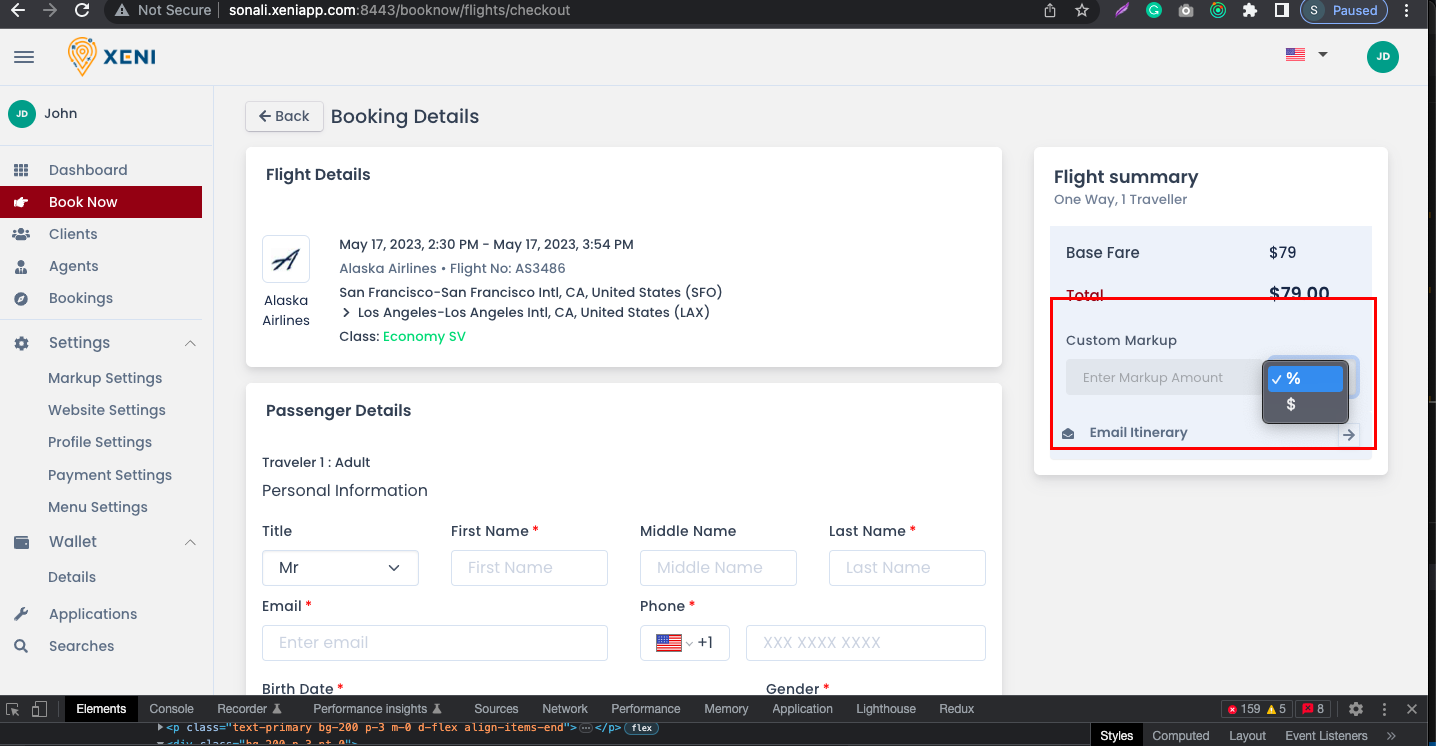 Not Secure
sonali.xeniapp.com:8443/booknow/flights/checkout
S Paused
XENI
JD
JD John
Dashboard
Book Now
Clients
Agents
Bookings
Settings
Markup Settings
Website Settings
Profile Settings
Payment Settings
Menu Settings
Wallet
Details
Applications
Searches
Back Booking Details
Flight Details
May 17, 2023, 2:30 PM - May 17, 2023, 3:54 PM
Alaska Airlines • Flight No: AS3486
Alaska
Airlines
San Francisco-San Francisco Intl, CA, United States (SFO)
Los Angeles-Los Angeles Intl, CA, United States (LAX)
Class: Economy SV
Passenger Details
Traveler 1 : Adult
Personal Information
Title First Name * Middle Name Last Name *
Mr First Name Middle Name Last Name
Email * Phone *
Enter email +1 XXX XXXX XXXX
Birth Date * Gender *
Flight summary
One Way, 1 Traveller
Base Fare $79
Total $79.00
Custom Markup
Enter Markup Amount
✓ %
$
Email Itinerary
Elements Console Recorder Performance insights Sources Network Performance Memory Application Lighthouse Redux 159 5 8
<p class="text-primary bg-200 p-3 m-0 d-flex align-items-end">…</p> flex
<div class="bg-200 p-3 pt-0">
Styles Computed Layout Event Listeners »